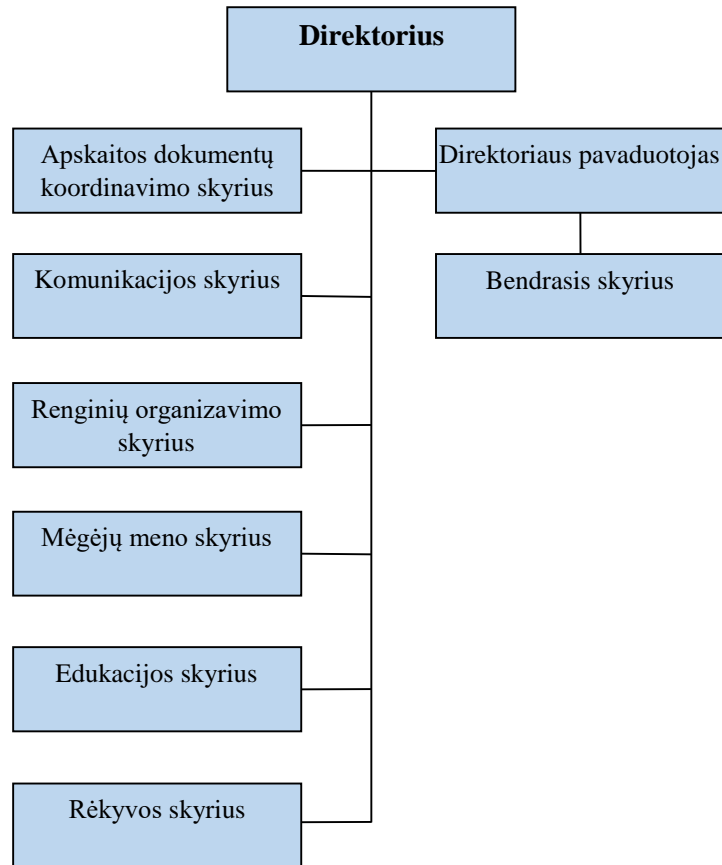 Direktorius
Apskaitos dokumentų
koordinavimo skyrius
Direktoriaus pavaduotojas
Komunikacijos skyrius
Bendrasis skyrius
Renginių organizavimo
skyrius
Mėgėjų meno skyrius
Edukacijos skyrius
Rėkyvos skyrius